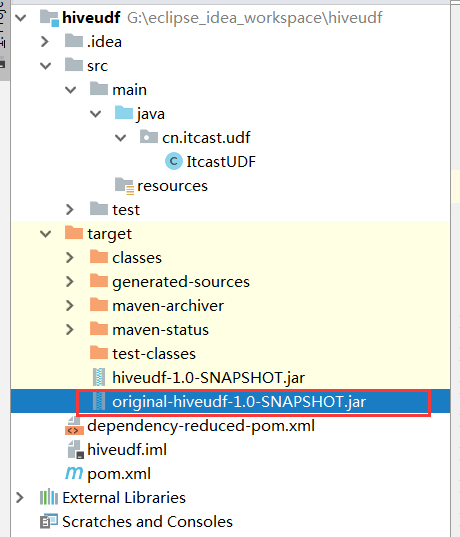 hiveudf G:\eclipse_idea_workspace\hiveudf
.idea
src
main
java
cn.itcast.udf
ItcastUDF
resources
test
target
classes
generated-sources
maven-archiver
maven-status
test-classes
hiveudf-1.0-SNAPSHOT.jar
original-hiveudf-1.0-SNAPSHOT.jar
dependency-reduced-pom.xml
hiveudf.iml
pom.xml
External Libraries
Scratches and Consoles